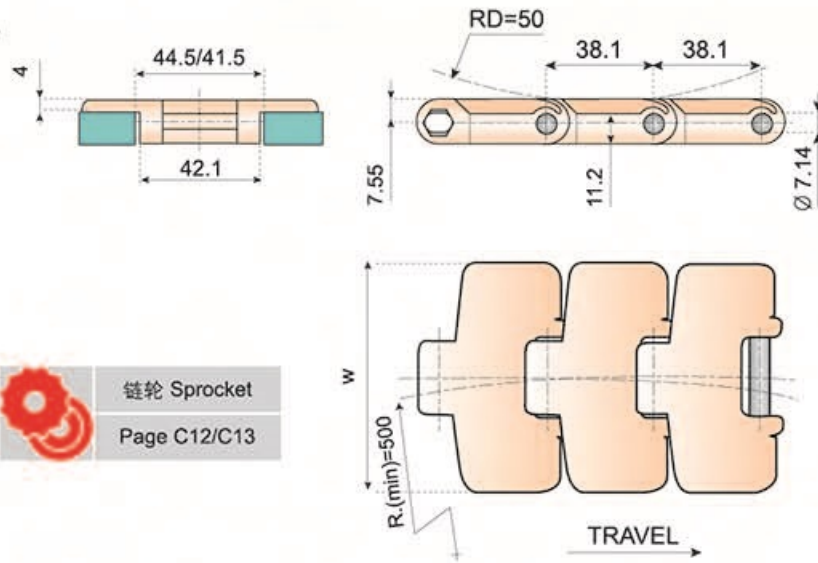 RD=50
44.5/41.5
38.1
38.1
4
42.1
7.55
11.2
Ø 7.14
w
R.(min)=500
TRAVEL
链轮 Sprocket
Page C12/C13